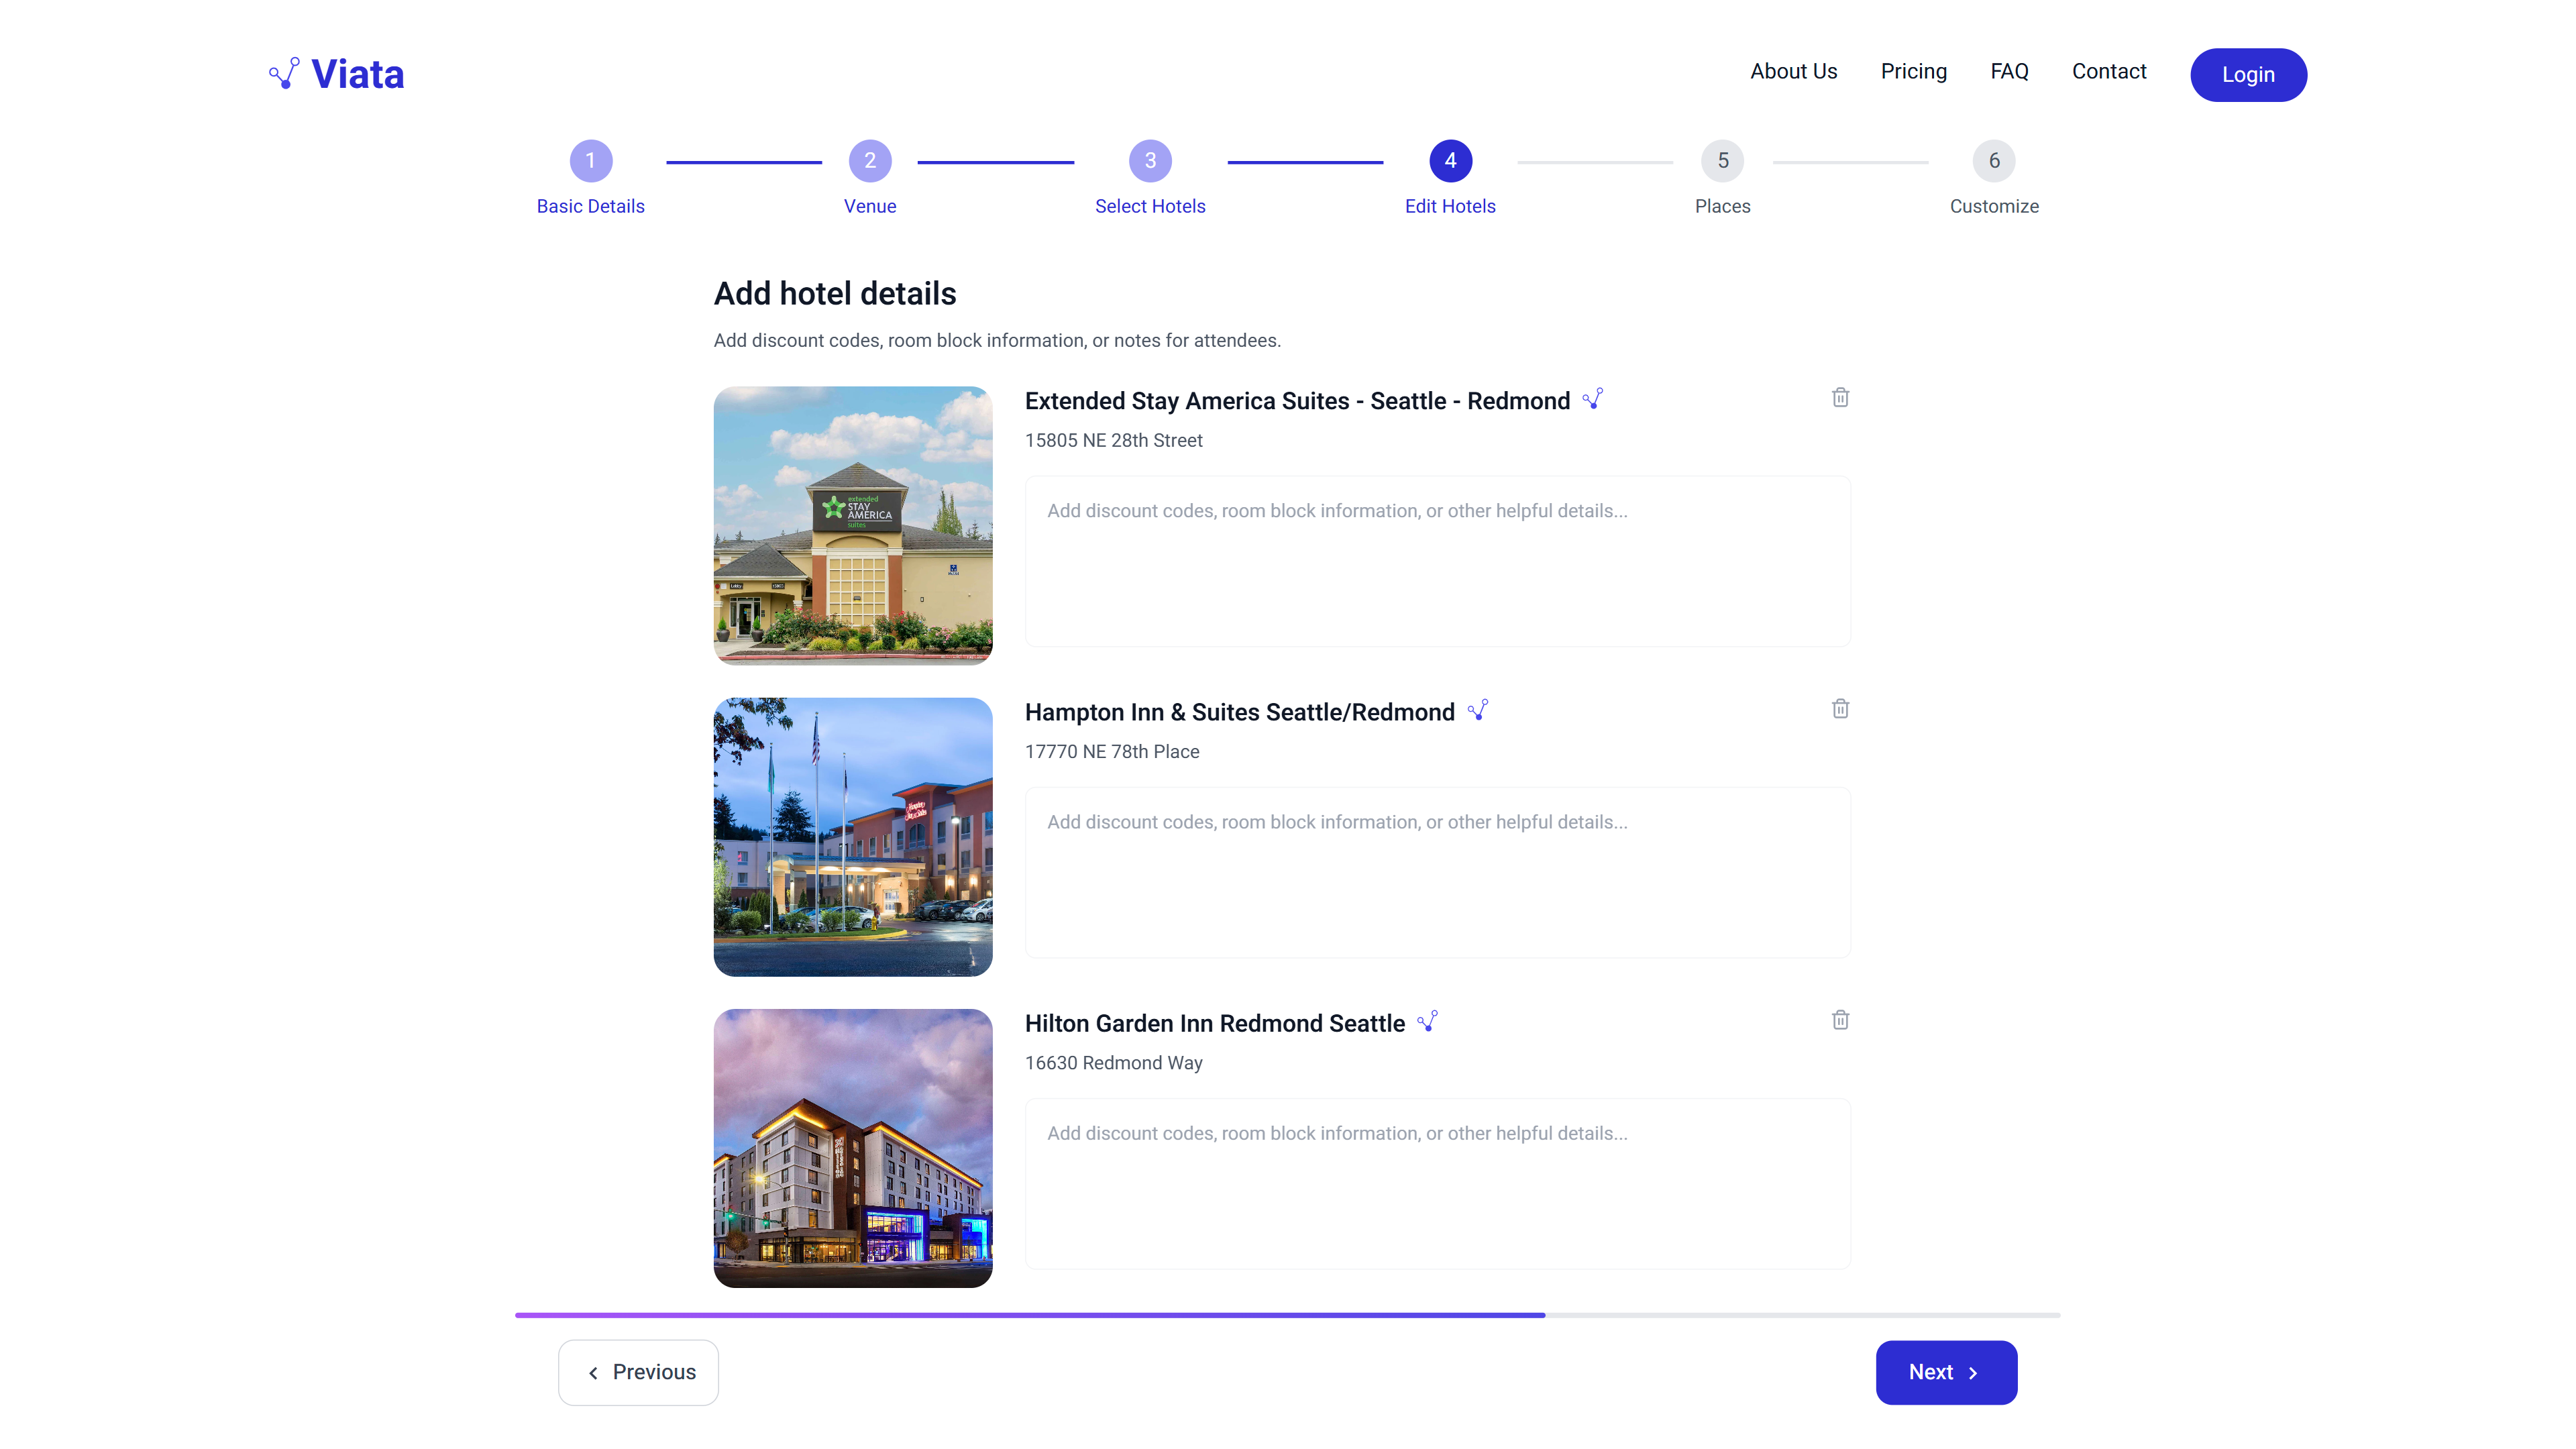 Viata
About Us
Pricing
FAQ
Contact
Login
1
2
3
4
5
6
Basic Details
Venue
Select Hotels
Edit Hotels
Places
Customize
Add hotel details
Add discount codes, room block information, or notes for attendees.
extended
STAY
AMERICA
suites
Extended Stay America Suites - Seattle - Redmond
15805 NE 28th Street
Add discount codes, room block information, or other helpful details...
Hampton Inn & Suites Seattle/Redmond
17770 NE 78th Place
Add discount codes, room block information, or other helpful details...
Hilton Garden Inn Redmond Seattle
16630 Redmond Way
Add discount codes, room block information, or other helpful details...
Previous
Next